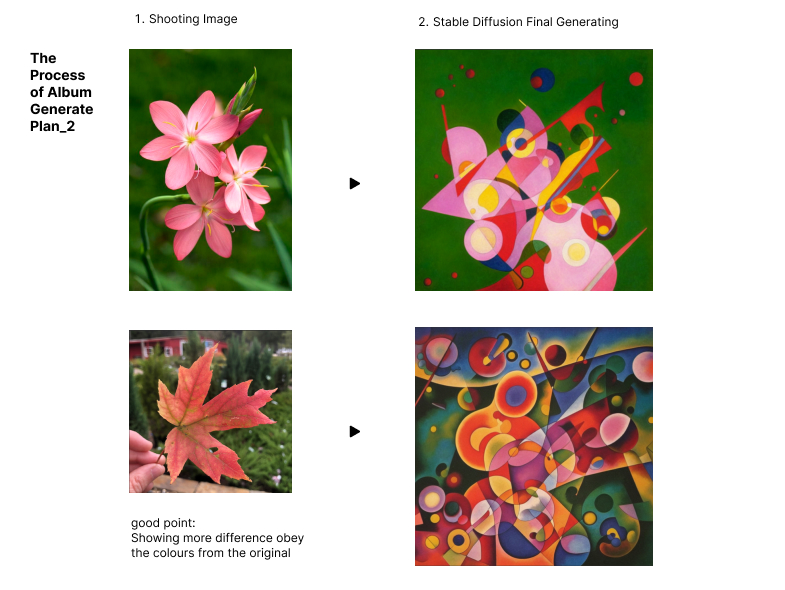 1. Shooting Image
2. Stable Diffusion Final Generating
The
Process
of Album
Generate
Plan_2
good point:
Showing more difference obey
the colours from the original